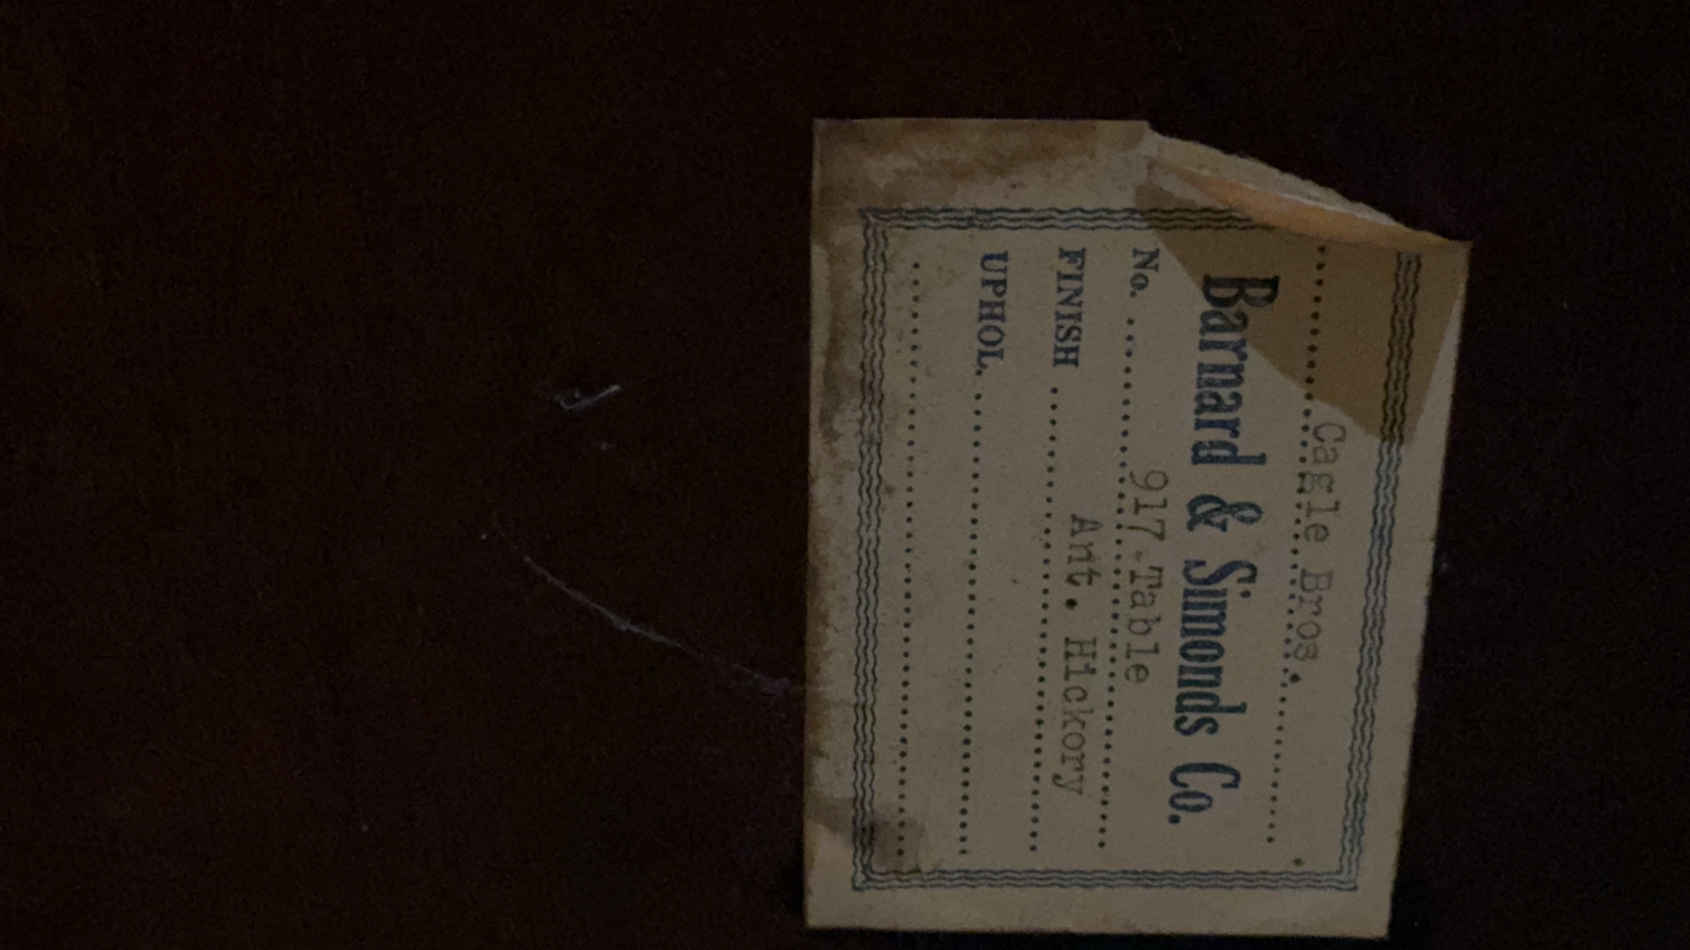 Cagle Bros.
Barnard & Simonds Co.
No. 917-Table
FINISH Ant. Hickory
UPHOL.